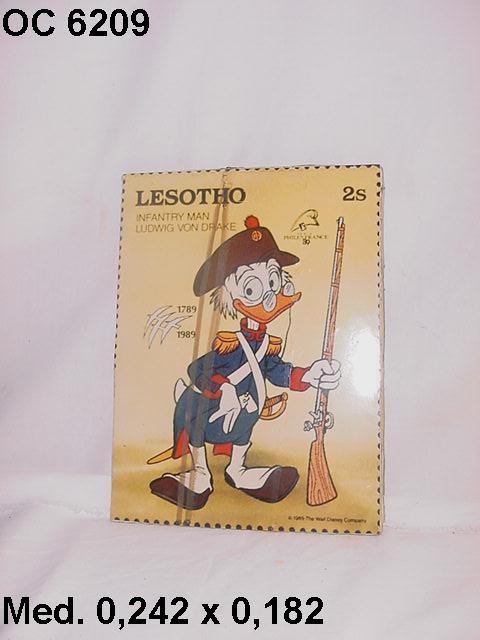 OC 6209
LESOTHO
2s
INFANTRY MAN
LUDWIG VON DRAKE
PHILEXFRANCE
89
1789
1989
© 1989 The Walt Disney Company
Med. 0,242 x 0,182